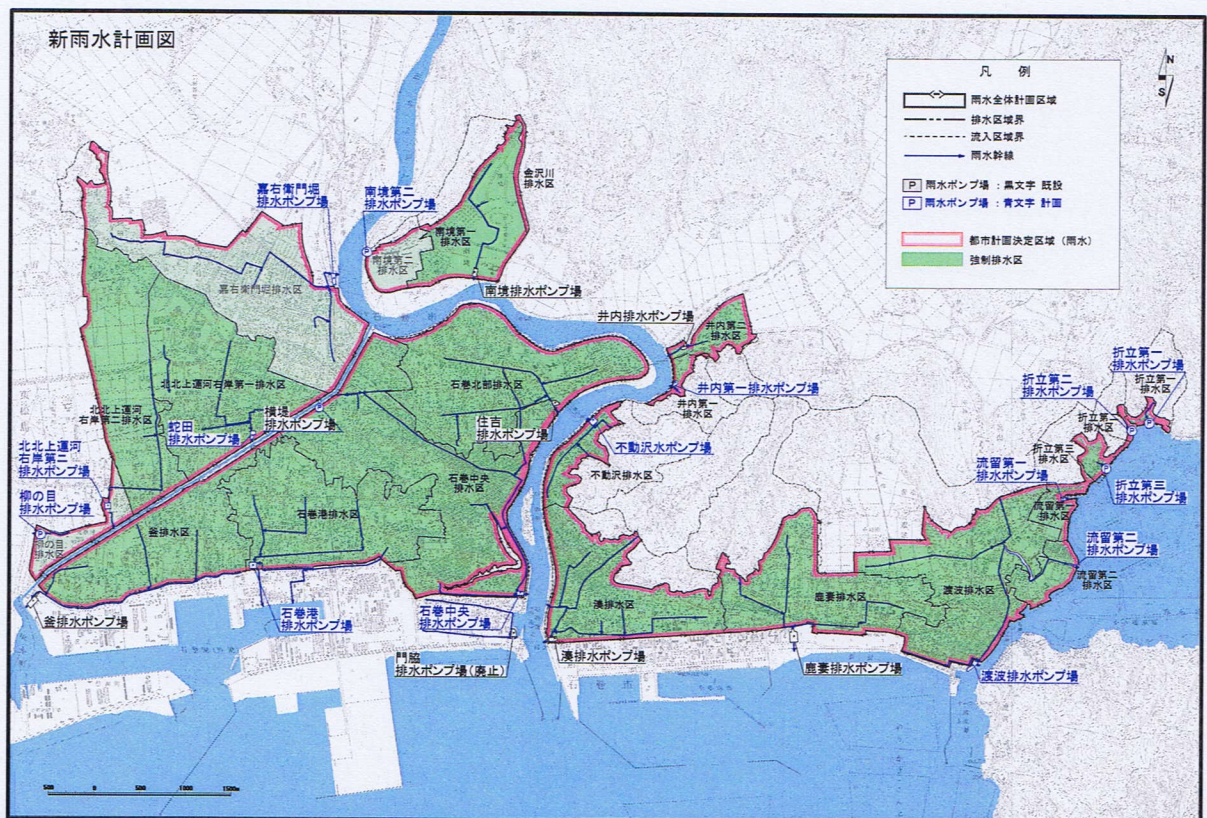 新雨水計画図
凡 例
雨水全体計画区域
排水区域界
流入区域界
雨水幹線
P 雨水ポンプ場 : 黒文字 既設
P 雨水ポンプ場 : 青文字 計画
都市計画決定区域 (雨水)
強制排水区
N
S
嘉右衛門堀
排水ポンプ場
南境第二
排水ポンプ場
金沢川
排水区
南境第一
排水区
南境第二
排水区
嘉右衛門堀排水区
南境排水ポンプ場
井内排水ポンプ場
井内第二
排水区
井内第一排水ポンプ場
井内第一
排水区
折立第一
排水ポンプ場
折立第二
排水ポンプ場
折立第一
排水区
折立第二
排水区
折立第三
排水区
北北上運河右岸第一排水区
石巻北部排水区
北北上運河
右岸第二排水区
横堤
排水ポンプ場
蛇田
排水ポンプ場
住吉
排水ポンプ場
不動沢水ポンプ場
不動沢排水区
北北上運河
右岸第二
排水ポンプ場
石巻中央
排水区
流留第一
排水ポンプ場
折立第三
排水ポンプ場
柳の目
排水ポンプ場
柳の目
排水区
釜排水区
石巻港排水区
流留第一
排水区
流留第二
排水ポンプ場
流留第二
排水区
湊排水区
鹿妻排水区
渡波排水区
釜排水ポンプ場
石巻港
排水ポンプ場
石巻中央
排水ポンプ場
門脇
排水ポンプ場(廃止)
湊排水ポンプ場
鹿妻排水ポンプ場
渡波排水ポンプ場
石巻市
500 0 500 1000 1500m